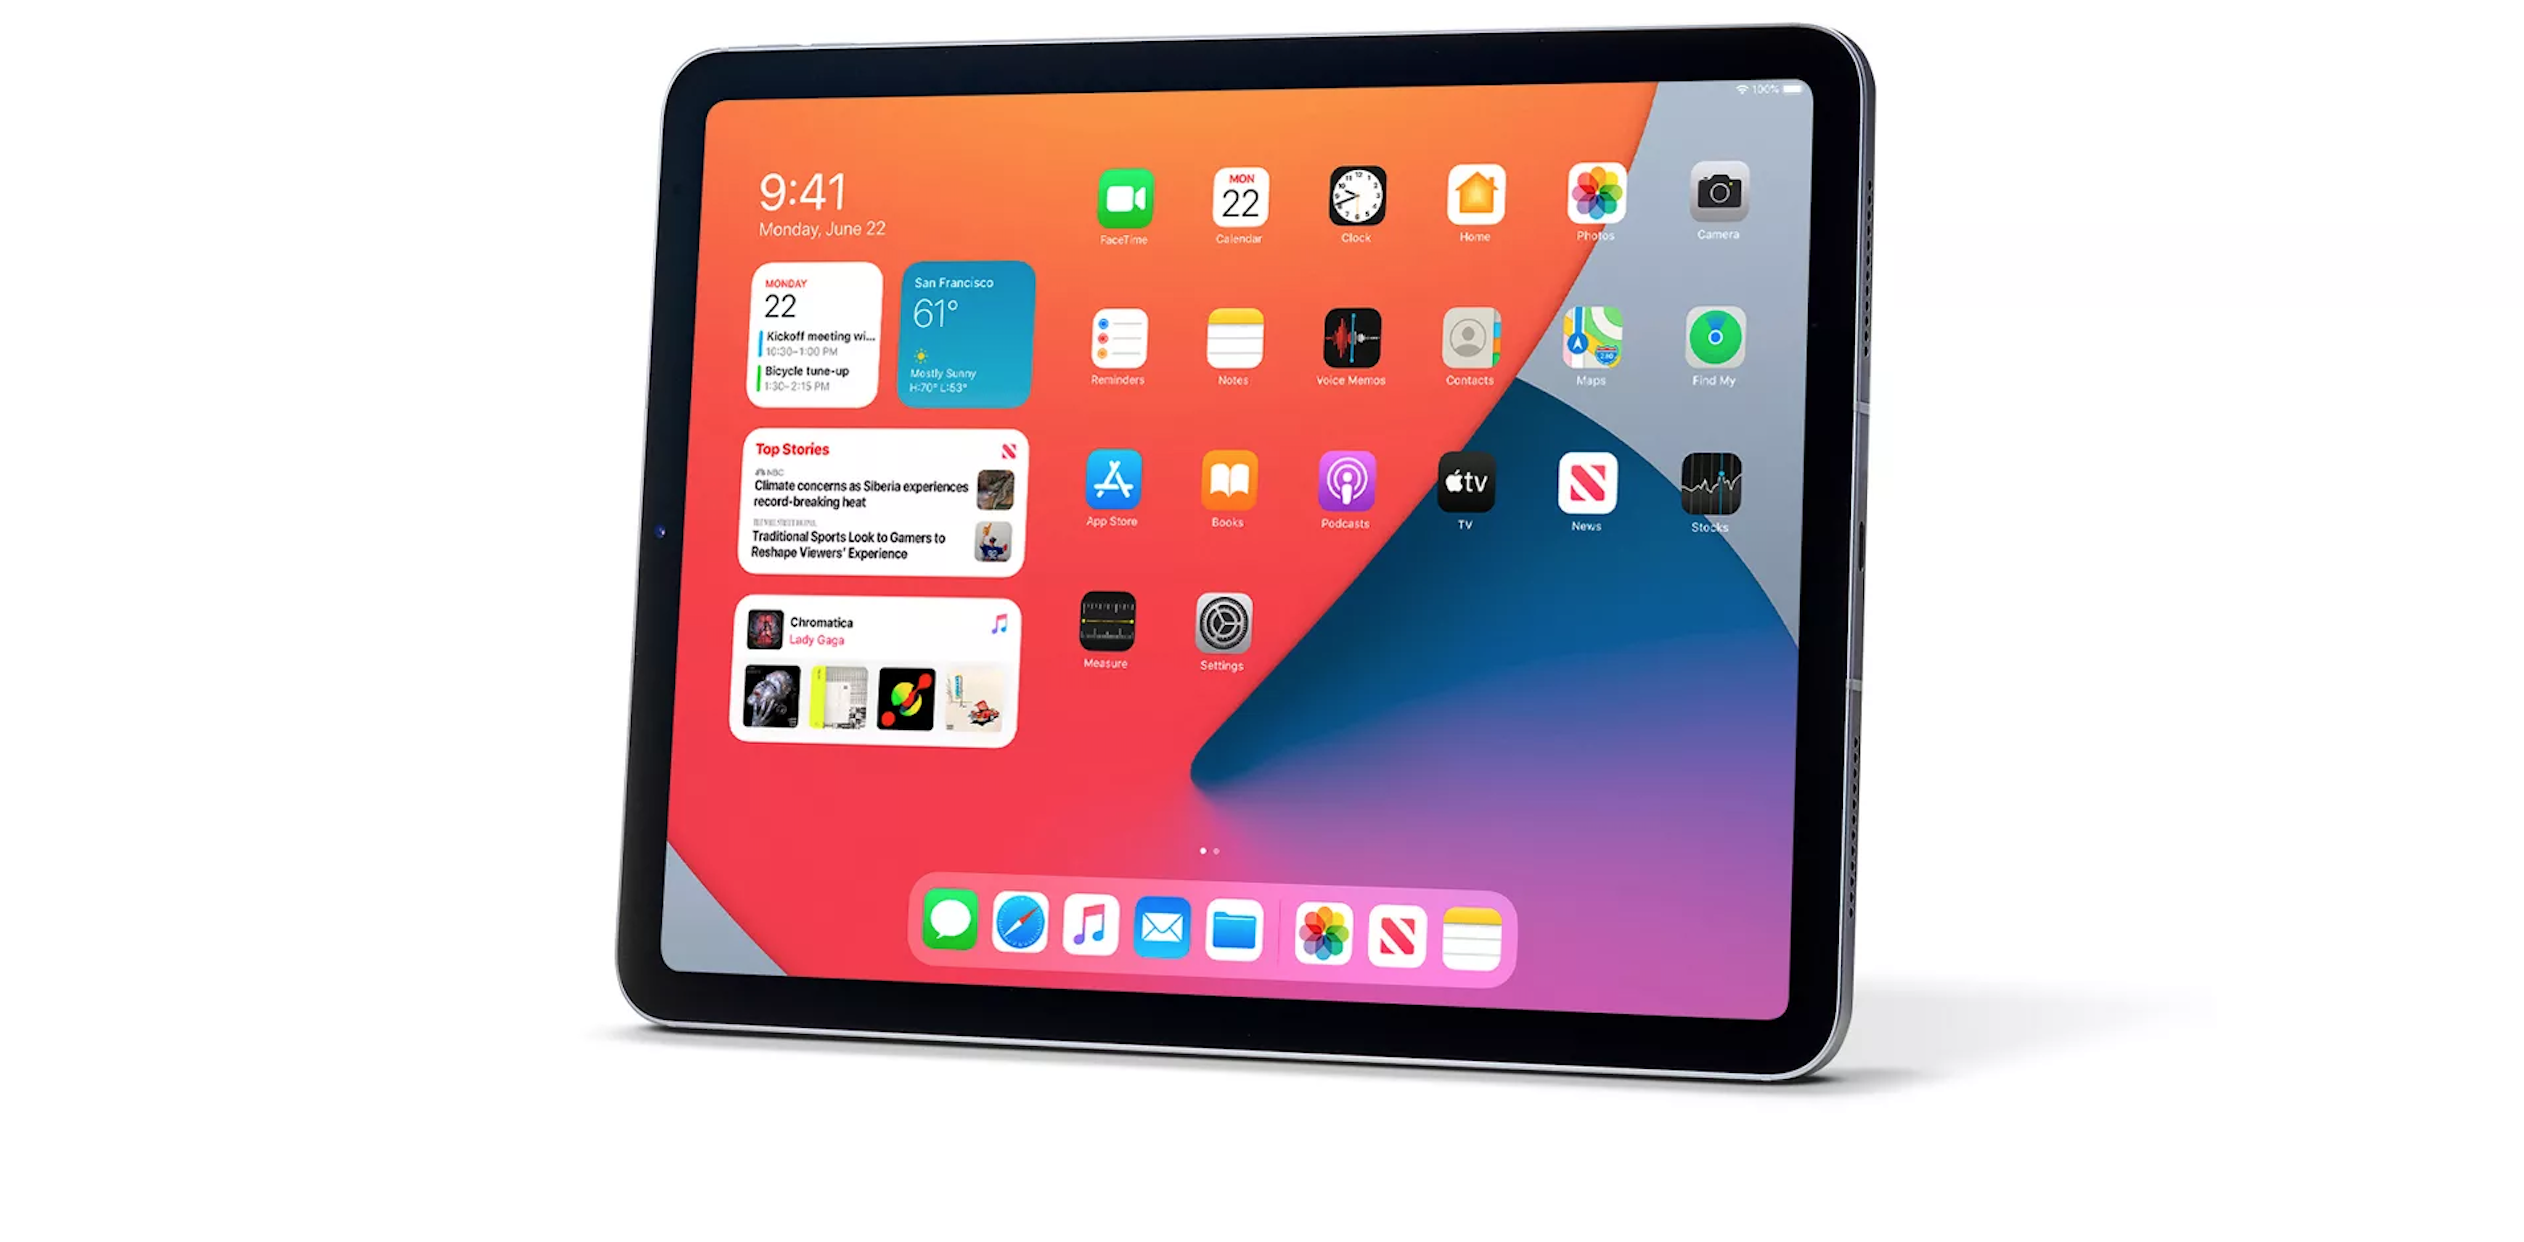 100%
9:41
Monday, June 22
MONDAY
22
Kickoff meeting wi...
10:30–1:00 PM
Bicycle tune-up
1:30–2:15 PM
San Francisco
61°
Mostly Sunny
H:70° L:53°
Top Stories
NBC
Climate concerns as Siberia experiences
record-breaking heat
Traditional Sports Look to Gamers to
Reshape Viewers' Experience
Chromatica
Lady Gaga
MON
22
FaceTime
Calendar
Clock
Home
Photos
Camera
280
Reminders
Notes
Voice Memos
Contacts
Maps
Find My
tv
App Store
Books
Podcasts
TV
News
Stocks
Measure
Settings